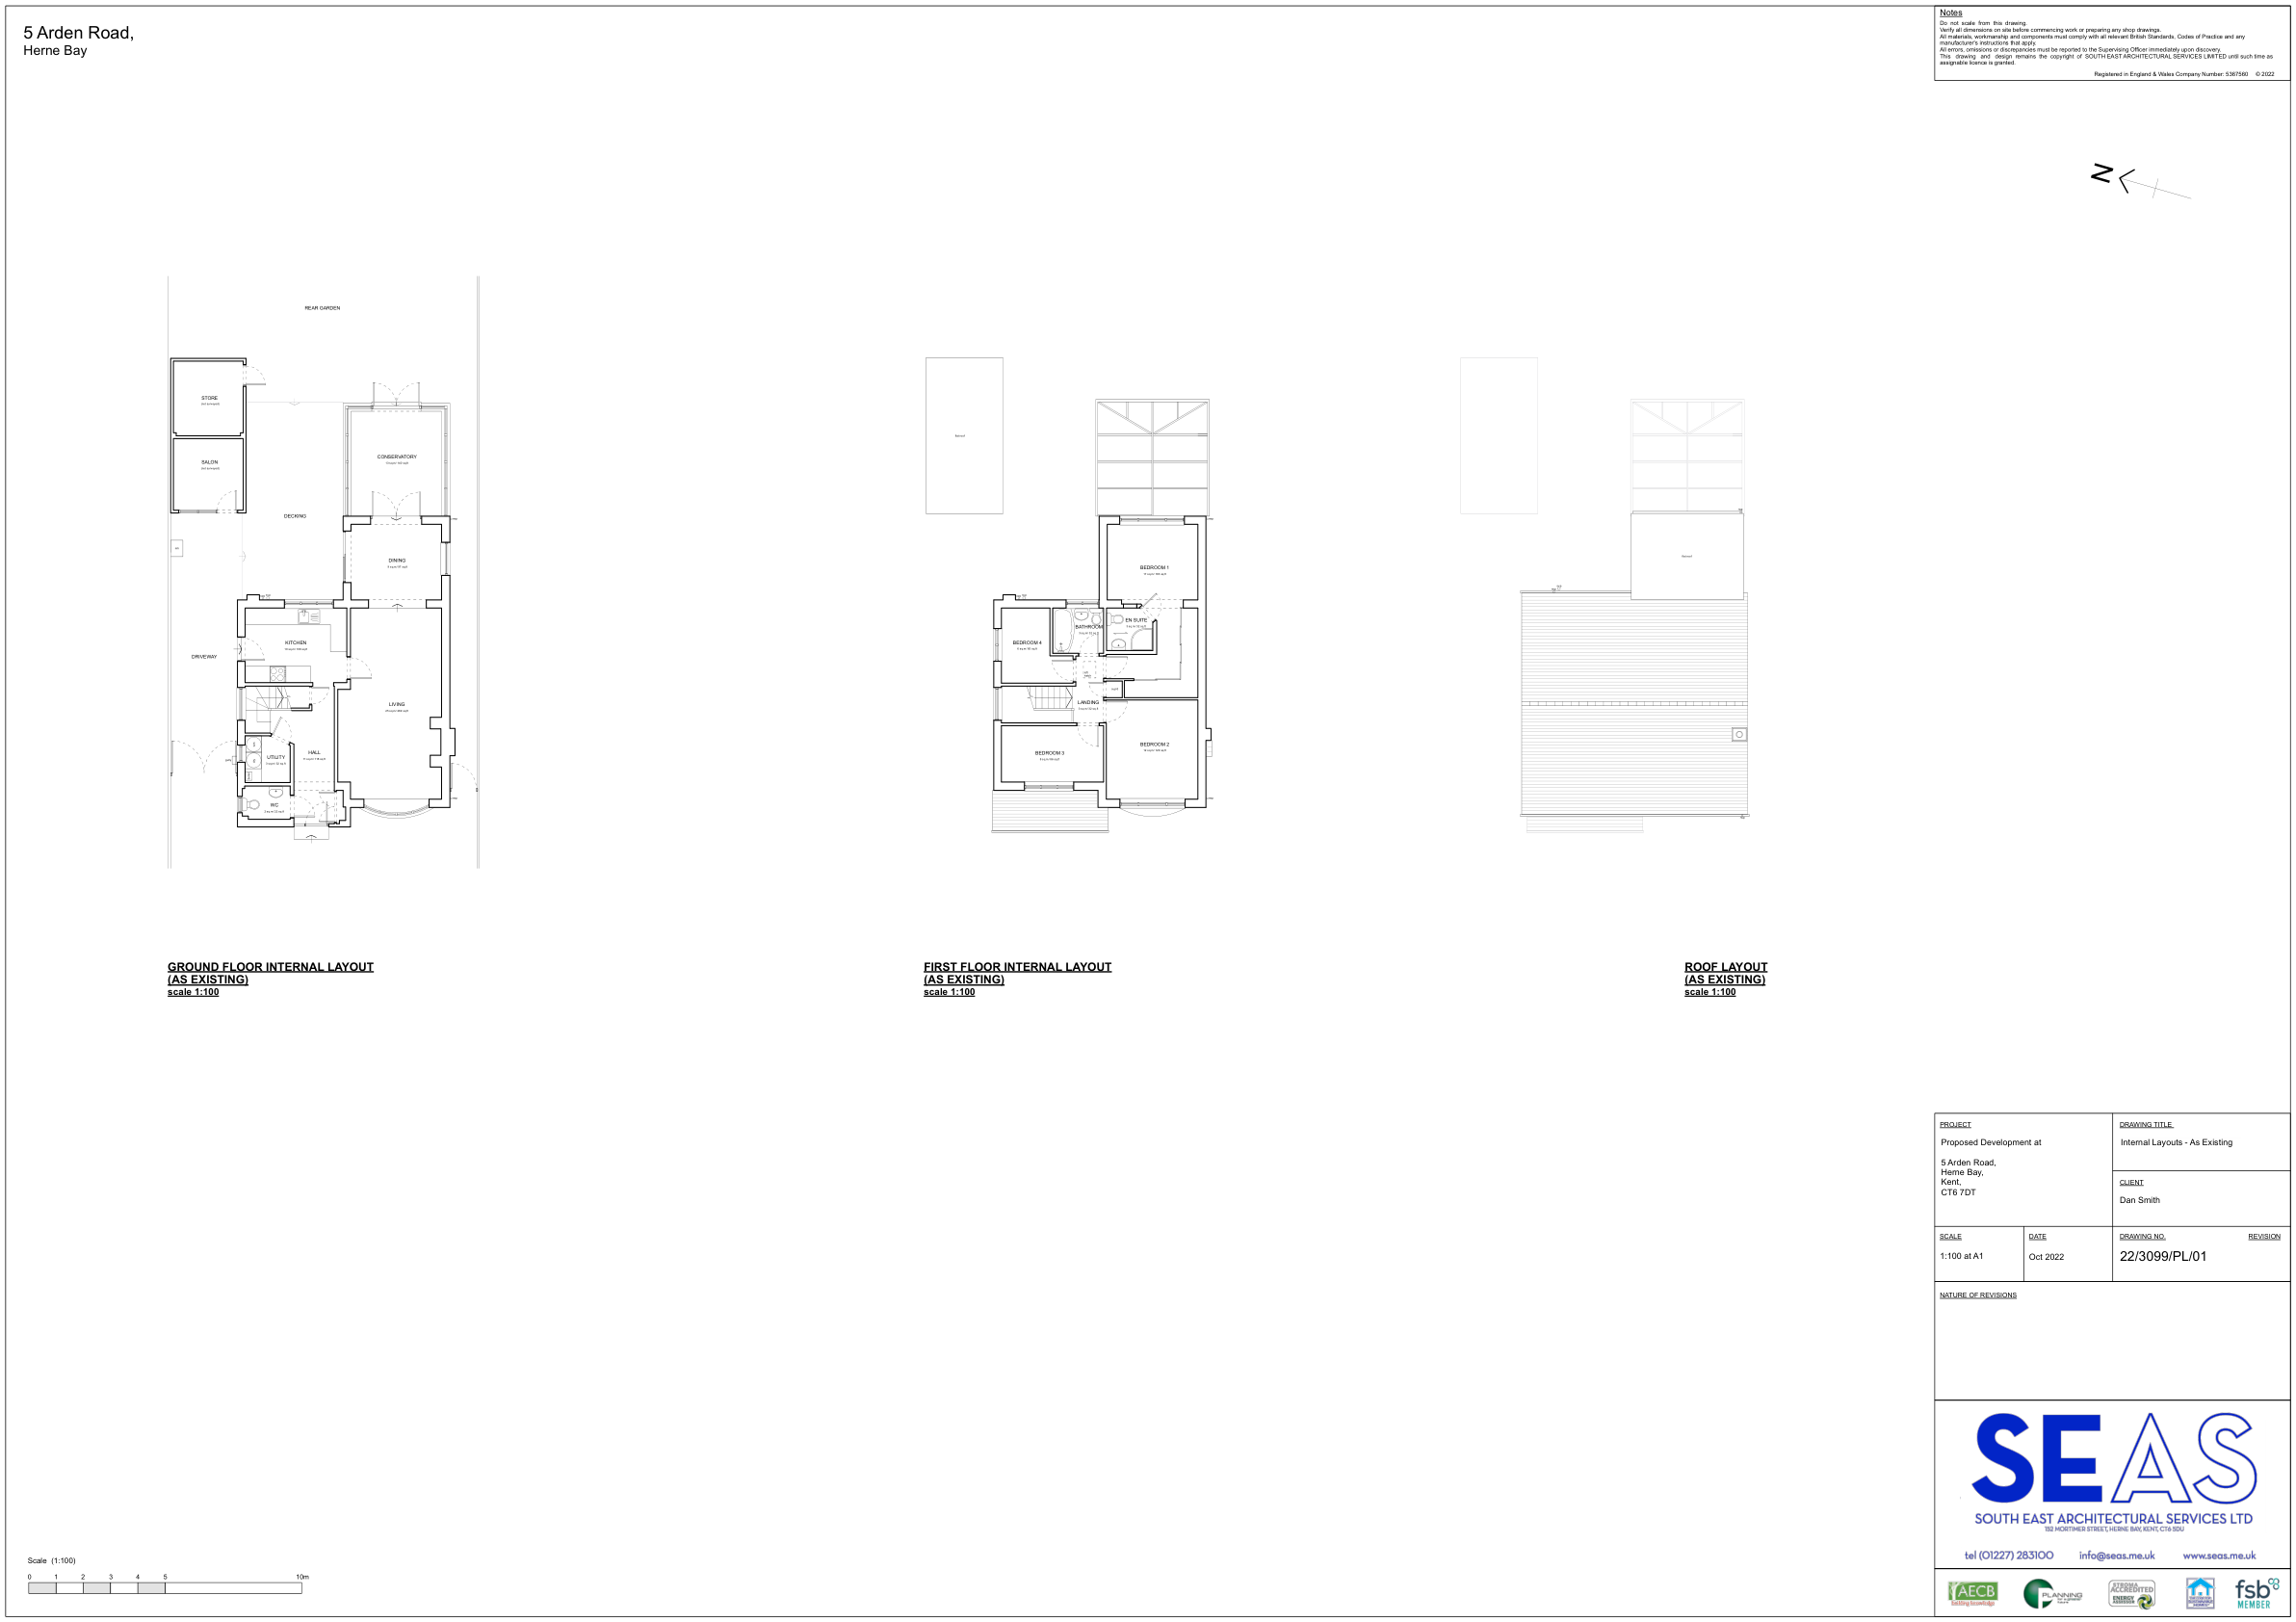 5 Arden Road,
Herne Bay
Notes
Do not scale from this drawing.
Verify all dimensions on site before commencing work or preparing any shop drawings.
All materials, workmanship and components must comply with all relevant British Standards, Codes of Practice and any
manufacturer's instructions that apply.
All errors, omissions or discrepancies must be reported to the Supervising Officer immediately upon discovery.
This drawing and design remains the copyright of SOUTH EAST ARCHITECTURAL SERVICES LIMITED until such time as
assignable licence is granted.
Registered in England & Wales Company Number: 5367560 © 2022
N
REAR GARDEN
STORE
SALON
CONSERVATORY
DECKING
DINING
KITCHEN
DRIVEWAY
LIVING
HALL
UTILITY
WC
BEDROOM 1
BATHROOM
EN SUITE
BEDROOM 4
LANDING
BEDROOM 3
BEDROOM 2
GROUND FLOOR INTERNAL LAYOUT
(AS EXISTING)
scale 1:100
FIRST FLOOR INTERNAL LAYOUT
(AS EXISTING)
scale 1:100
ROOF LAYOUT
(AS EXISTING)
scale 1:100
PROJECT
Proposed Development at
5 Arden Road,
Herne Bay,
Kent,
CT6 7DT
DRAWING TITLE
Internal Layouts - As Existing
CLIENT
Dan Smith
SCALE
1:100 at A1
DATE
Oct 2022
DRAWING NO.
22/3099/PL/01
REVISION
NATURE OF REVISIONS
SEAS
SOUTH EAST ARCHITECTURAL SERVICES LTD
152 MORTIMER STREET, HERNE BAY, KENT, CT6 5DU
tel (01227) 283100 info@seas.me.uk www.seas.me.uk
AECB
building knowledge
PLANNING
STROMA
ACCREDITED
ENERGY
ASSESSOR
fsb
MEMBER
Scale (1:100)
0 1 2 3 4 5 10m